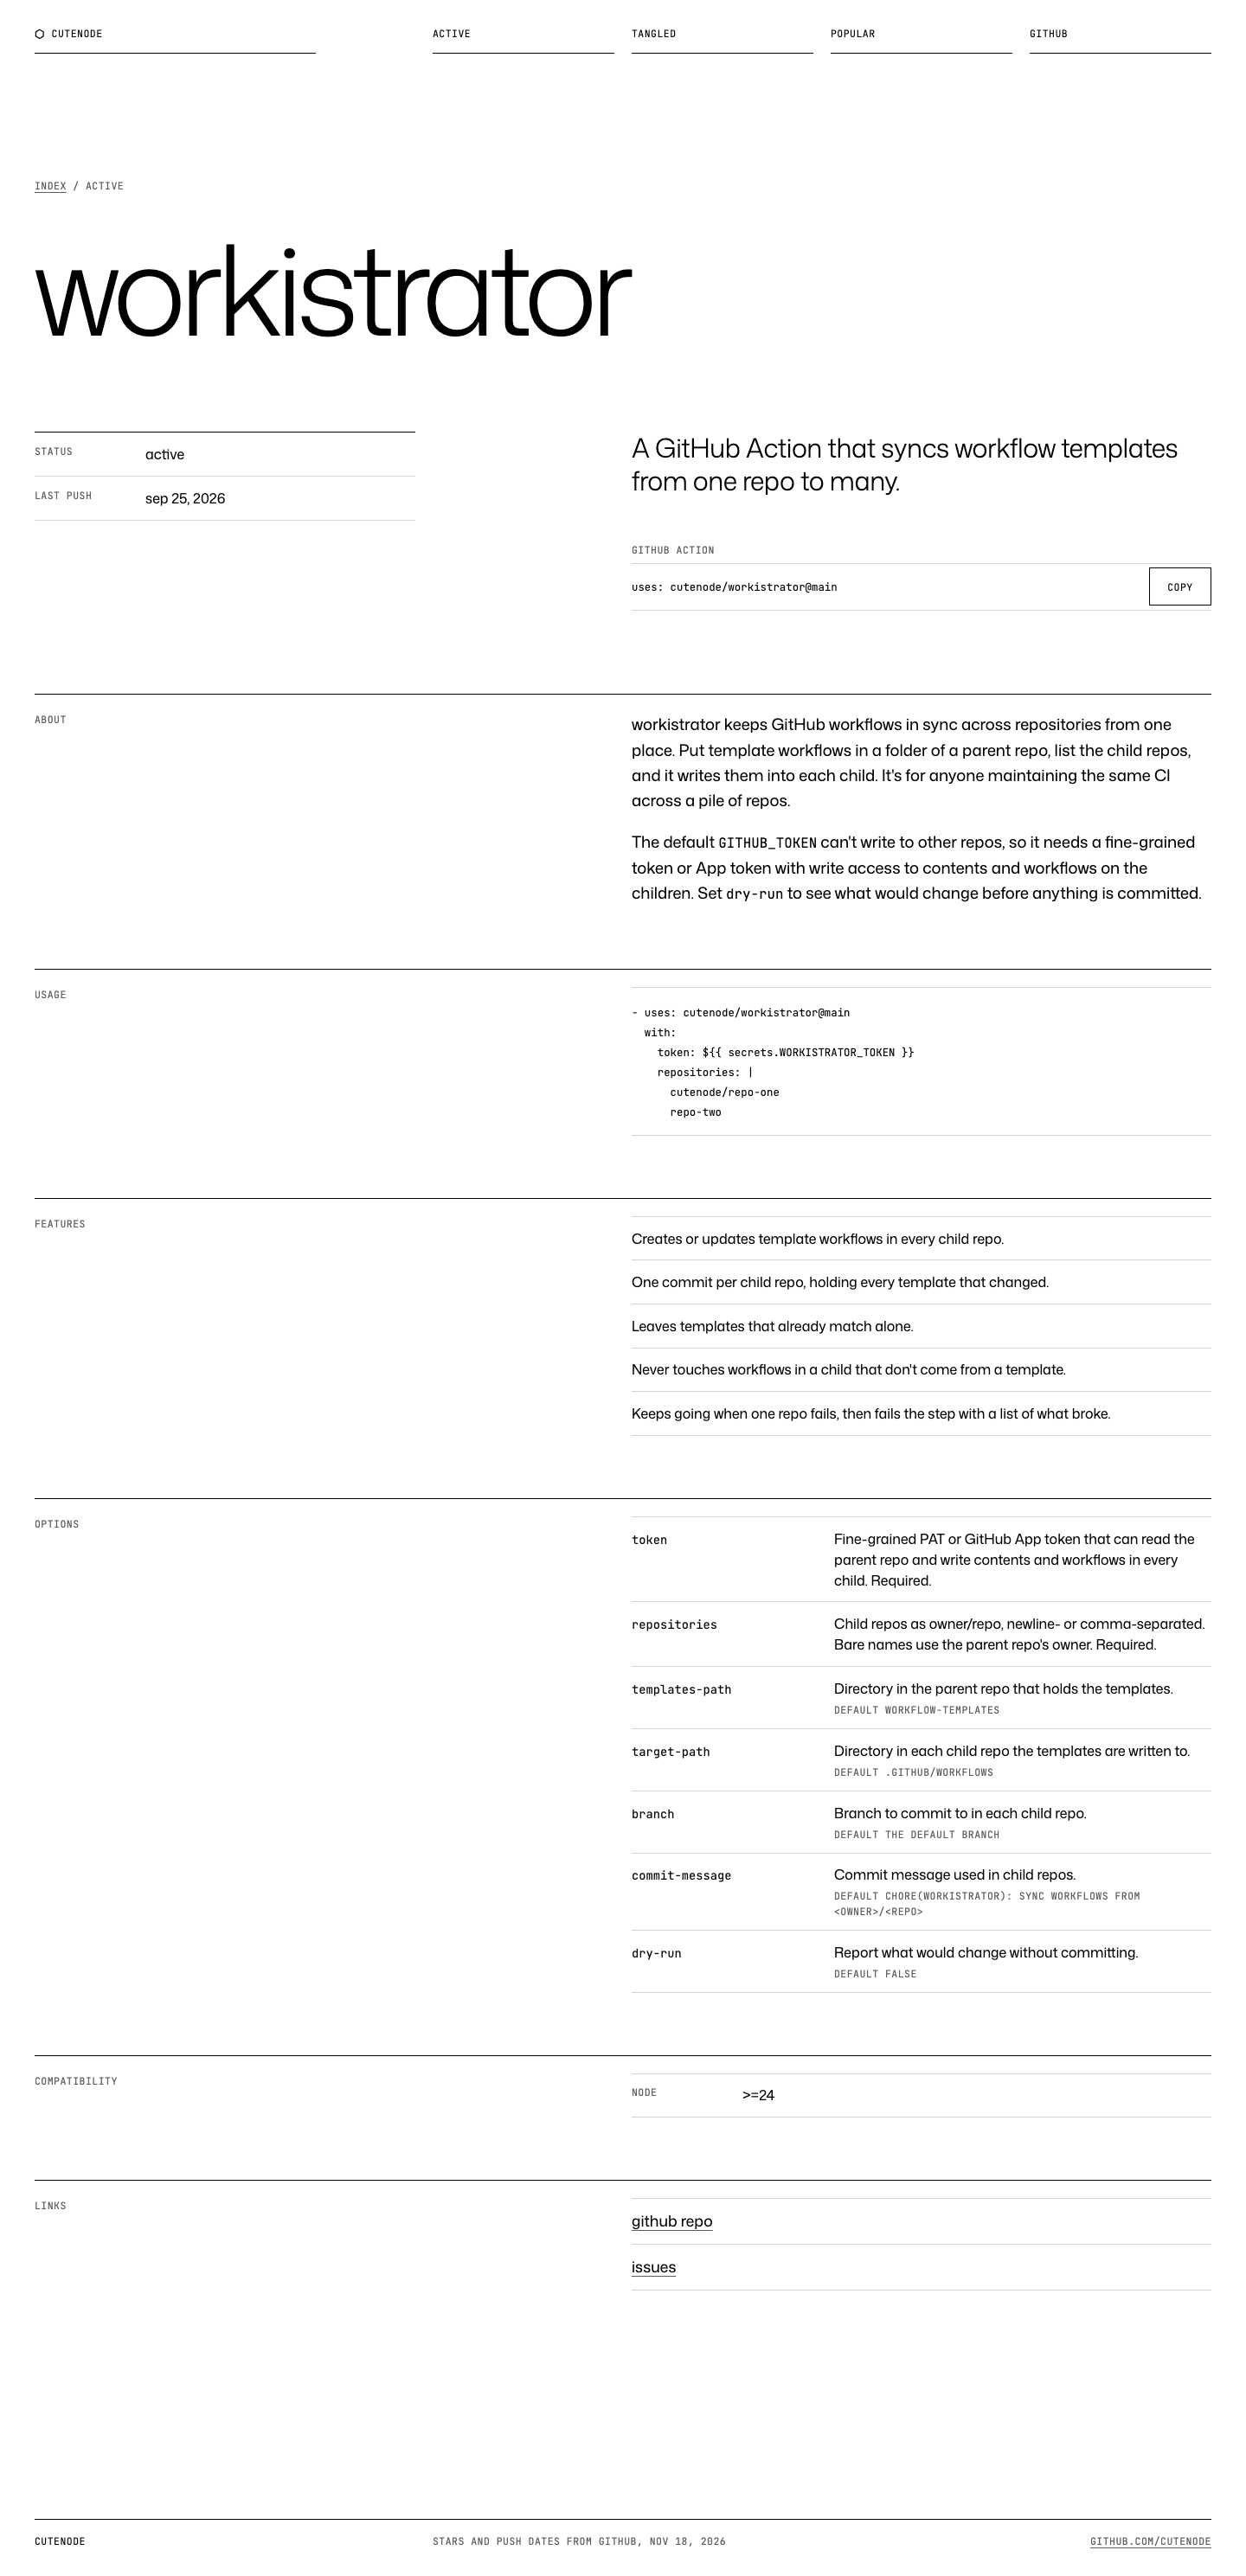 CUTENODE
ACTIVE
TANGLED
POPULAR
GITHUB
INDEX / ACTIVE
workistrator
STATUS active
LAST PUSH sep 25, 2026
A GitHub Action that syncs workflow templates
from one repo to many.
GITHUB ACTION
uses: cutenode/workistrator@main
COPY
ABOUT
workistrator keeps GitHub workflows in sync across repositories from one
place. Put template workflows in a folder of a parent repo, list the child repos,
and it writes them into each child. It's for anyone maintaining the same CI
across a pile of repos.
The default GITHUB_TOKEN can't write to other repos, so it needs a fine-grained
token or App token with write access to contents and workflows on the
children. Set dry-run to see what would change before anything is committed.
USAGE
- uses: cutenode/workistrator@main
with:
token: ${{ secrets.WORKISTRATOR_TOKEN }}
repositories: |
cutenode/repo-one
repo-two
FEATURES
Creates or updates template workflows in every child repo.
One commit per child repo, holding every template that changed.
Leaves templates that already match alone.
Never touches workflows in a child that don't come from a template.
Keeps going when one repo fails, then fails the step with a list of what broke.
OPTIONS
token
Fine-grained PAT or GitHub App token that can read the
parent repo and write contents and workflows in every
child. Required.
repositories
Child repos as owner/repo, newline- or comma-separated.
Bare names use the parent repo's owner. Required.
templates-path
Directory in the parent repo that holds the templates.
DEFAULT WORKFLOW-TEMPLATES
target-path
Directory in each child repo the templates are written to.
DEFAULT .GITHUB/WORKFLOWS
branch
Branch to commit to in each child repo.
DEFAULT THE DEFAULT BRANCH
commit-message
Commit message used in child repos.
DEFAULT CHORE(WORKISTRATOR): SYNC WORKFLOWS FROM
<OWNER>/<REPO>
dry-run
Report what would change without committing.
DEFAULT FALSE
COMPATIBILITY
NODE >=24
LINKS
github repo
issues
CUTENODE
STARS AND PUSH DATES FROM GITHUB, NOV 18, 2026
GITHUB.COM/CUTENODE